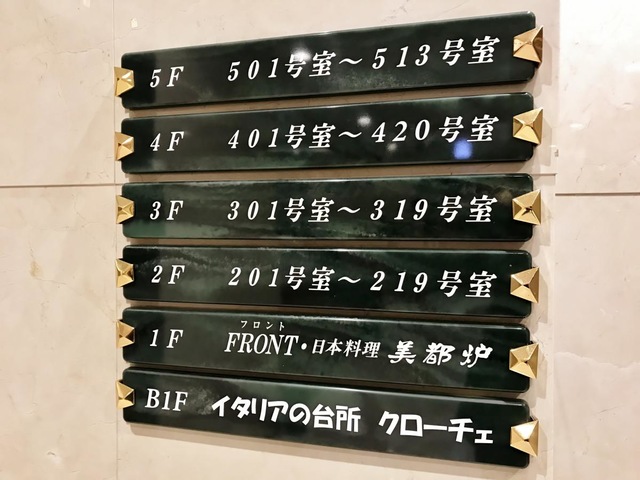 5F 501号室～513号室
4F 401号室～420号室
3F 301号室～319号室
2F 201号室～219号室
フロント
1F FRONT・日本料理 美都炉
B1F イタリアの台所 クローチェ